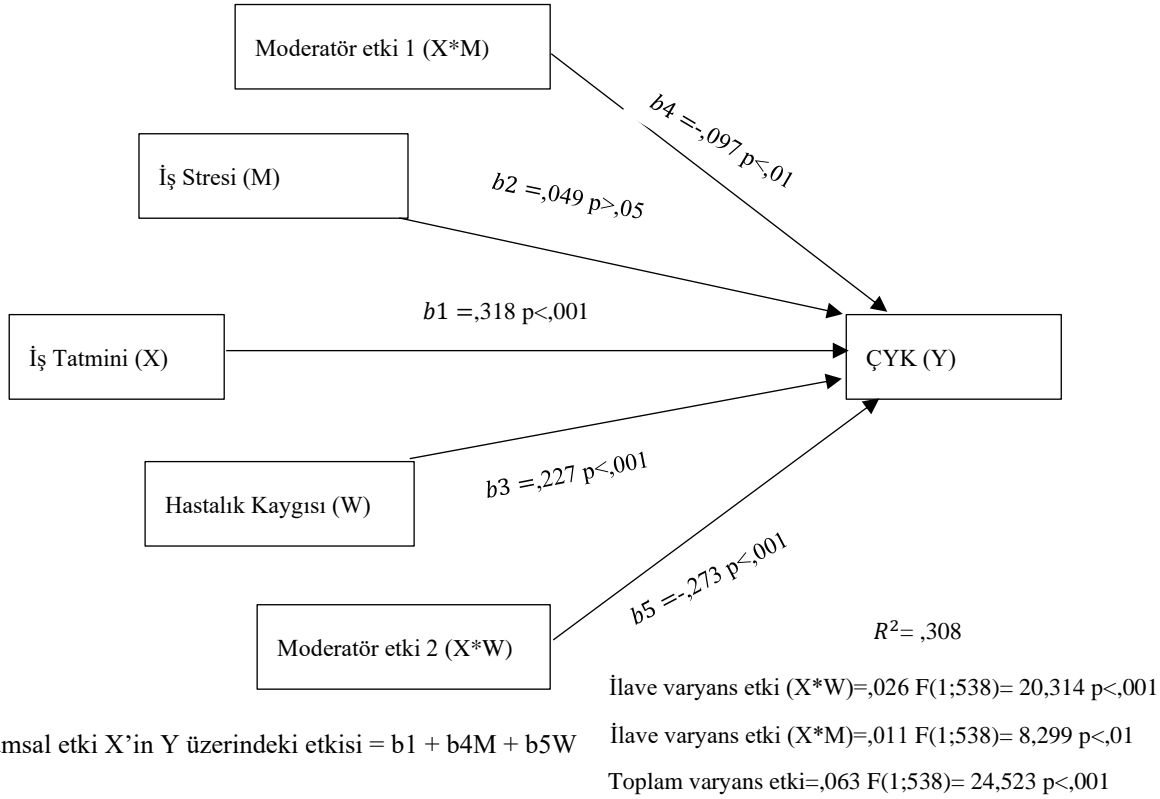 Moderatör etki 1 (X*M)
b4 =-,097 p<,01
İş Stresi (M)
b2 =,049 p>,05
b1 =,318 p<,001
İş Tatmini (X)
ÇYK (Y)
b3 =,227 p<,001
Hastalık Kaygısı (W)
b5 =-,273 p<,001
Moderatör etki 2 (X*W)
R²= ,308
İlave varyans etki (X*W)=,026 F(1;538)= 20,314 p<,001
etki X’in Y üzerindeki etkisi = b1 + b4M + b5W
İlave varyans etki (X*M)=,011 F(1;538)= 8,299 p<,01
Toplam varyans etki=,063 F(1;538)= 24,523 p<,001